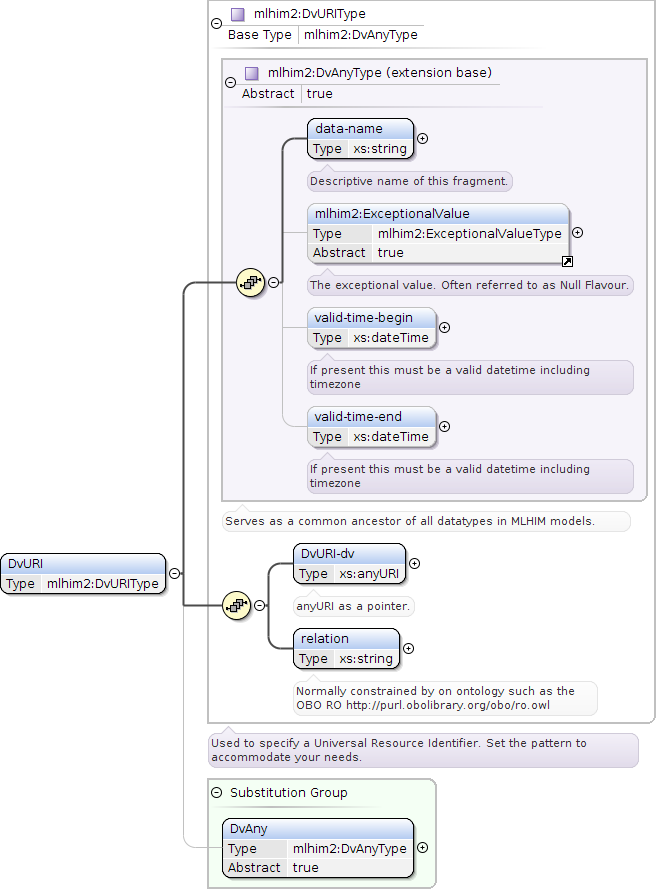 mlhim2:DvURIType
Base Type mlhim2:DvAnyType
mlhim2:DvAnyType (extension base)
Abstract true
data-name
Type xs:string
Descriptive name of this fragment.
mlhim2:ExceptionalValue
Type mlhim2:ExceptionalValueType
Abstract true
The exceptional value. Often referred to as Null Flavour.
valid-time-begin
Type xs:dateTime
If present this must be a valid datetime including
timezone
valid-time-end
Type xs:dateTime
If present this must be a valid datetime including
timezone
Serves as a common ancestor of all datatypes in MLHIM models.
DvURI
Type mlhim2:DvURIType
DvURI-dv
Type xs:anyURI
anyURI as a pointer.
relation
Type xs:string
Normally constrained by on ontology such as the
OBO RO http://purl.obolibrary.org/obo/ro.owl
Used to specify a Universal Resource Identifier. Set the pattern to
accommodate your needs.
Substitution Group
DvAny
Type mlhim2:DvAnyType
Abstract true